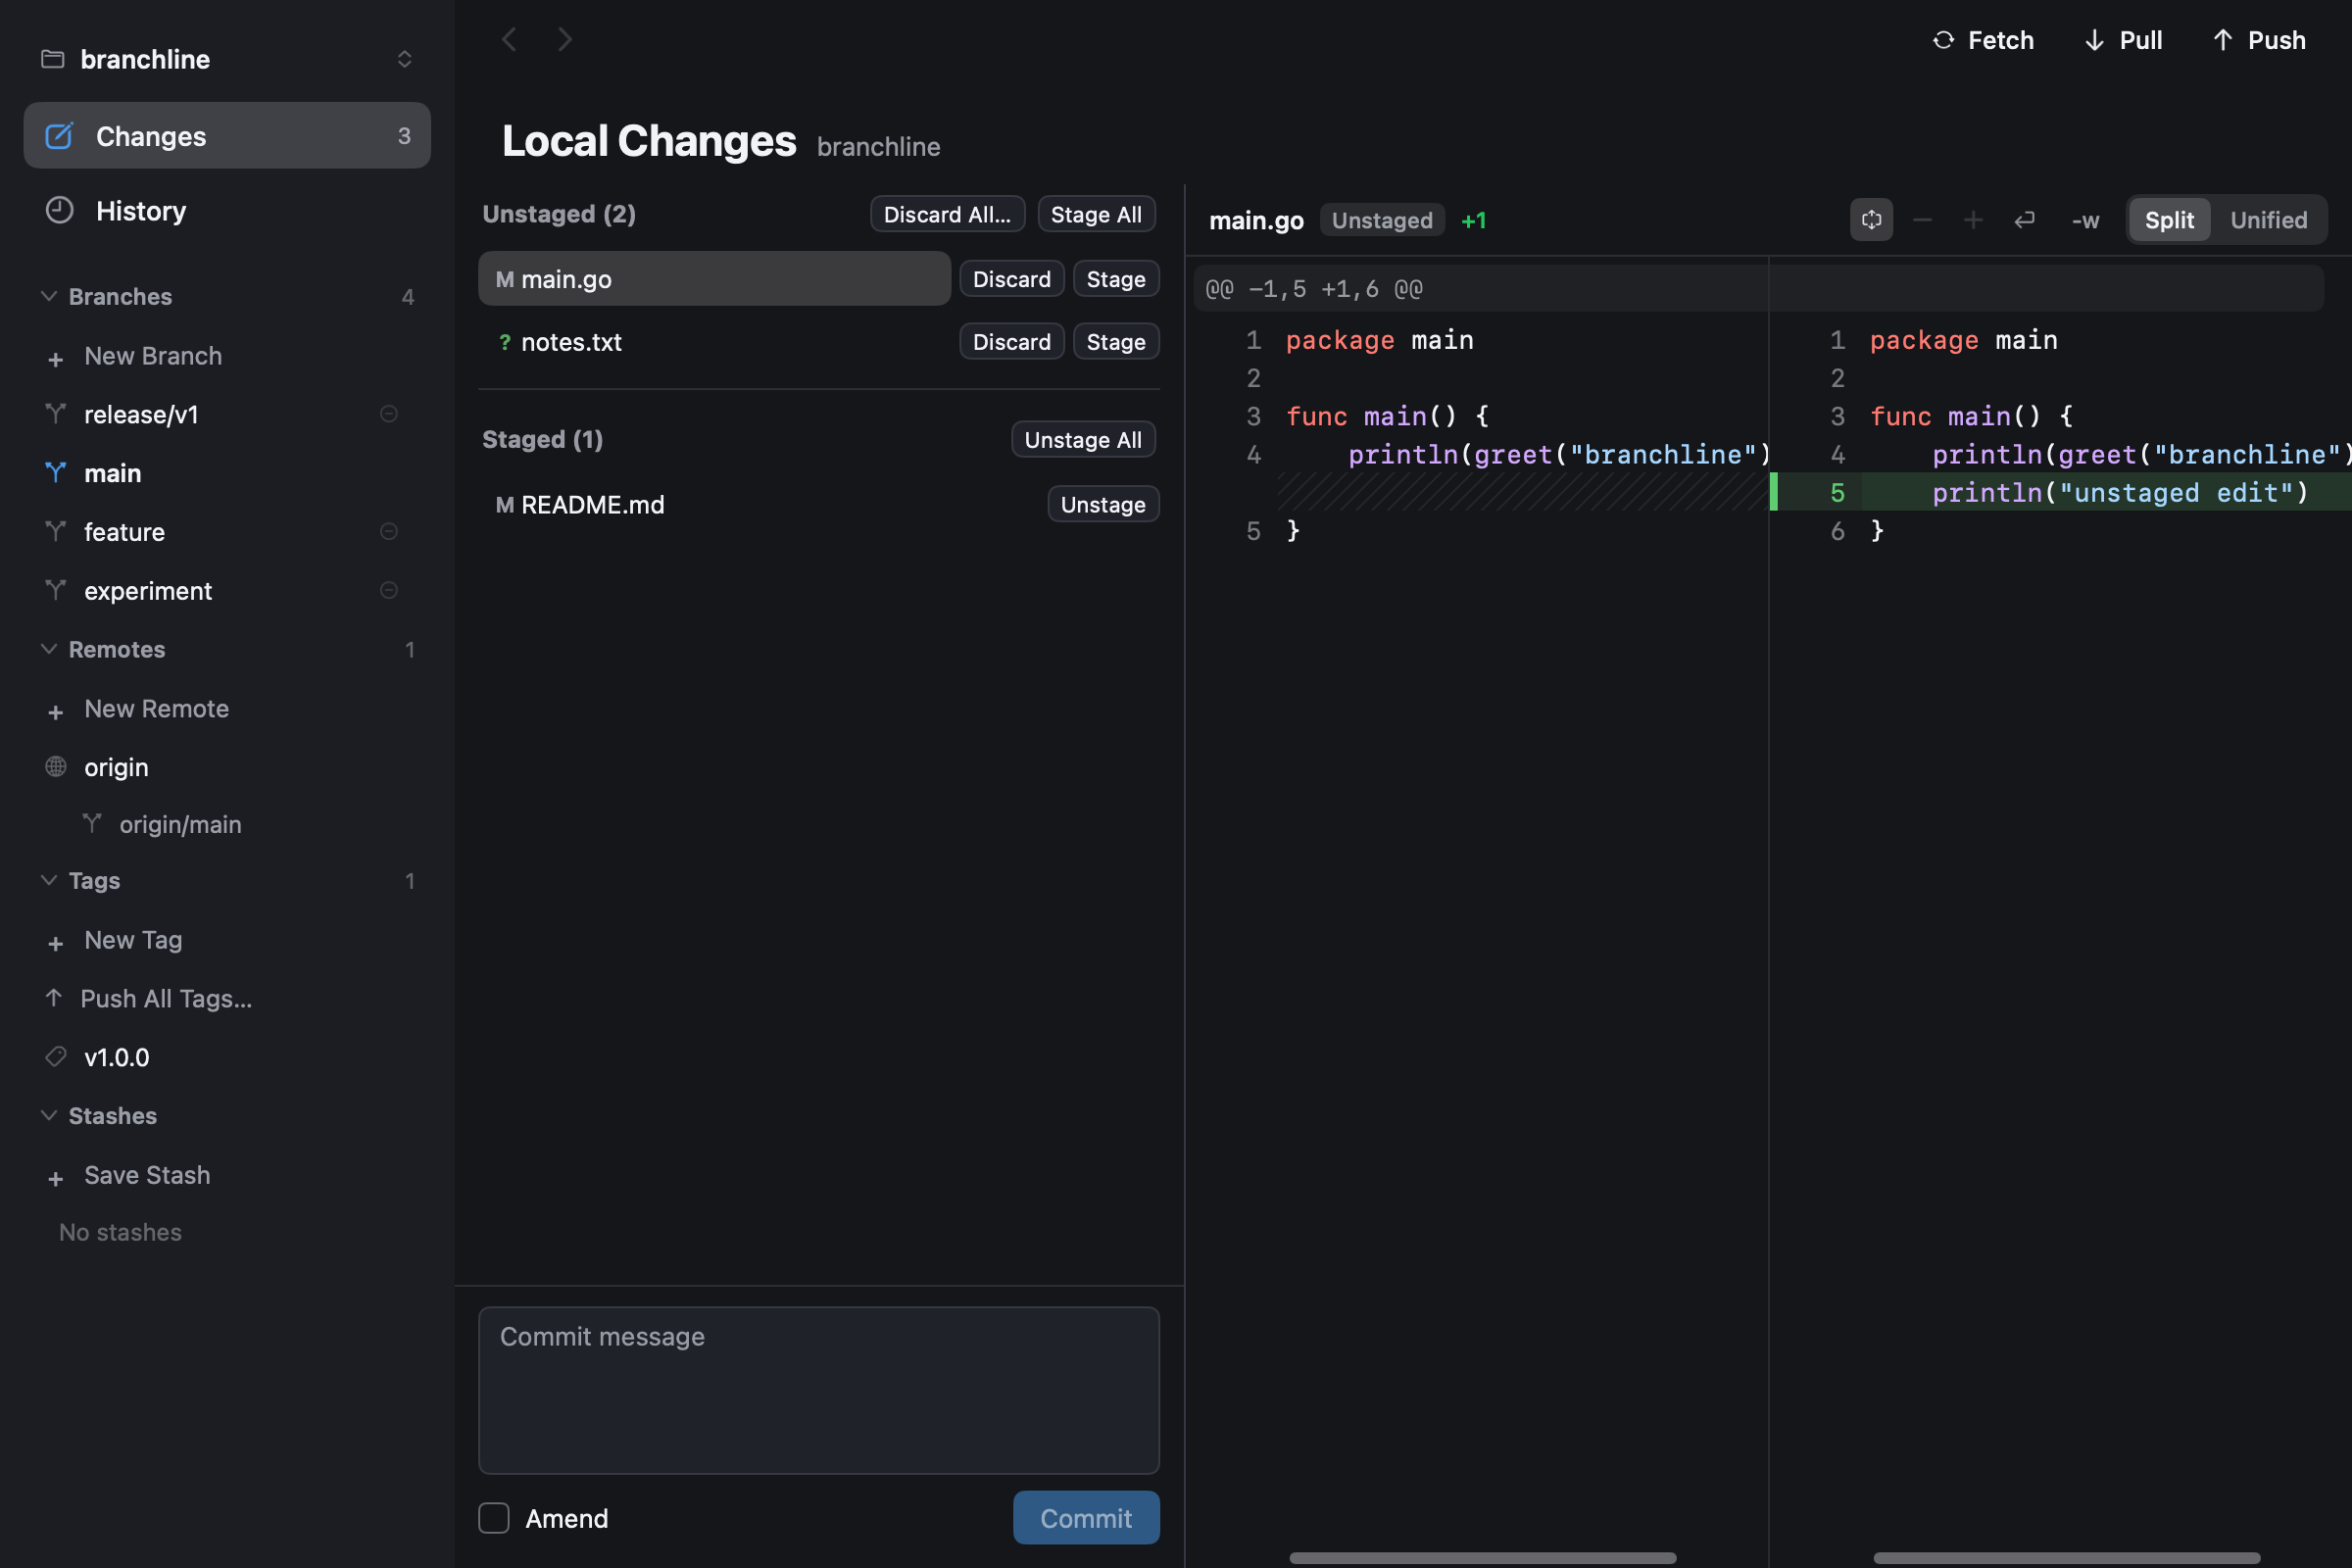 branchline
Changes 3
History
Branches 4
+ New Branch
release/v1
main
feature
experiment
Remotes 1
+ New Remote
origin
origin/main
Tags 1
+ New Tag
Push All Tags...
v1.0.0
Stashes
+ Save Stash
No stashes
Fetch Pull Push
Local Changes branchline
Unstaged (2) Discard All... Stage All
M main.go Discard Stage
? notes.txt Discard Stage
Staged (1) Unstage All
M README.md Unstage
Commit message
Amend Commit
main.go Unstaged +1 -w Split Unified
@@ -1,5 +1,6 @@
1 package main
2
3 func main() {
4 println(greet("branchline")
5 }
1 package main
2
3 func main() {
4 println(greet("branchline")
5 println("unstaged edit")
6 }